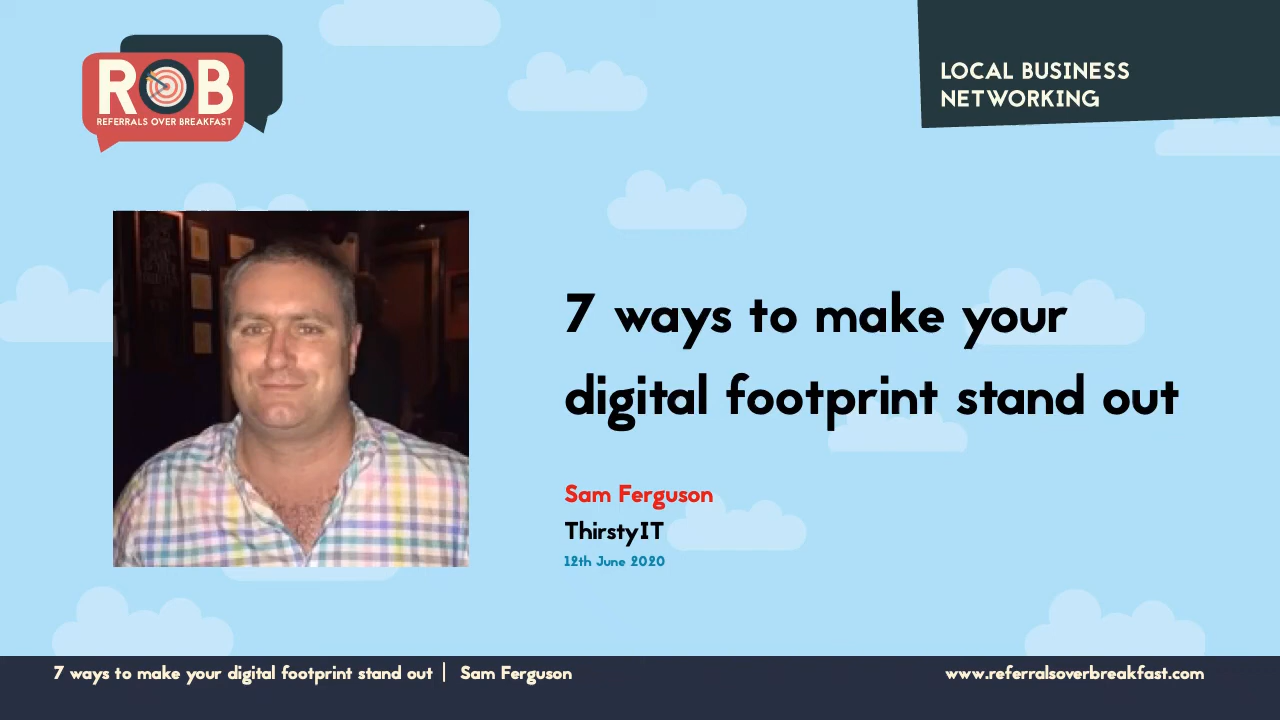 ROB
REFERRALS OVER BREAKFAST
LOCAL BUSINESS
NETWORKING
7 ways to make your
digital footprint stand out
Sam Ferguson
ThirstyIT
12th June 2020
7 ways to make your digital footprint stand out | Sam Ferguson
www.referralsoverbreakfast.com